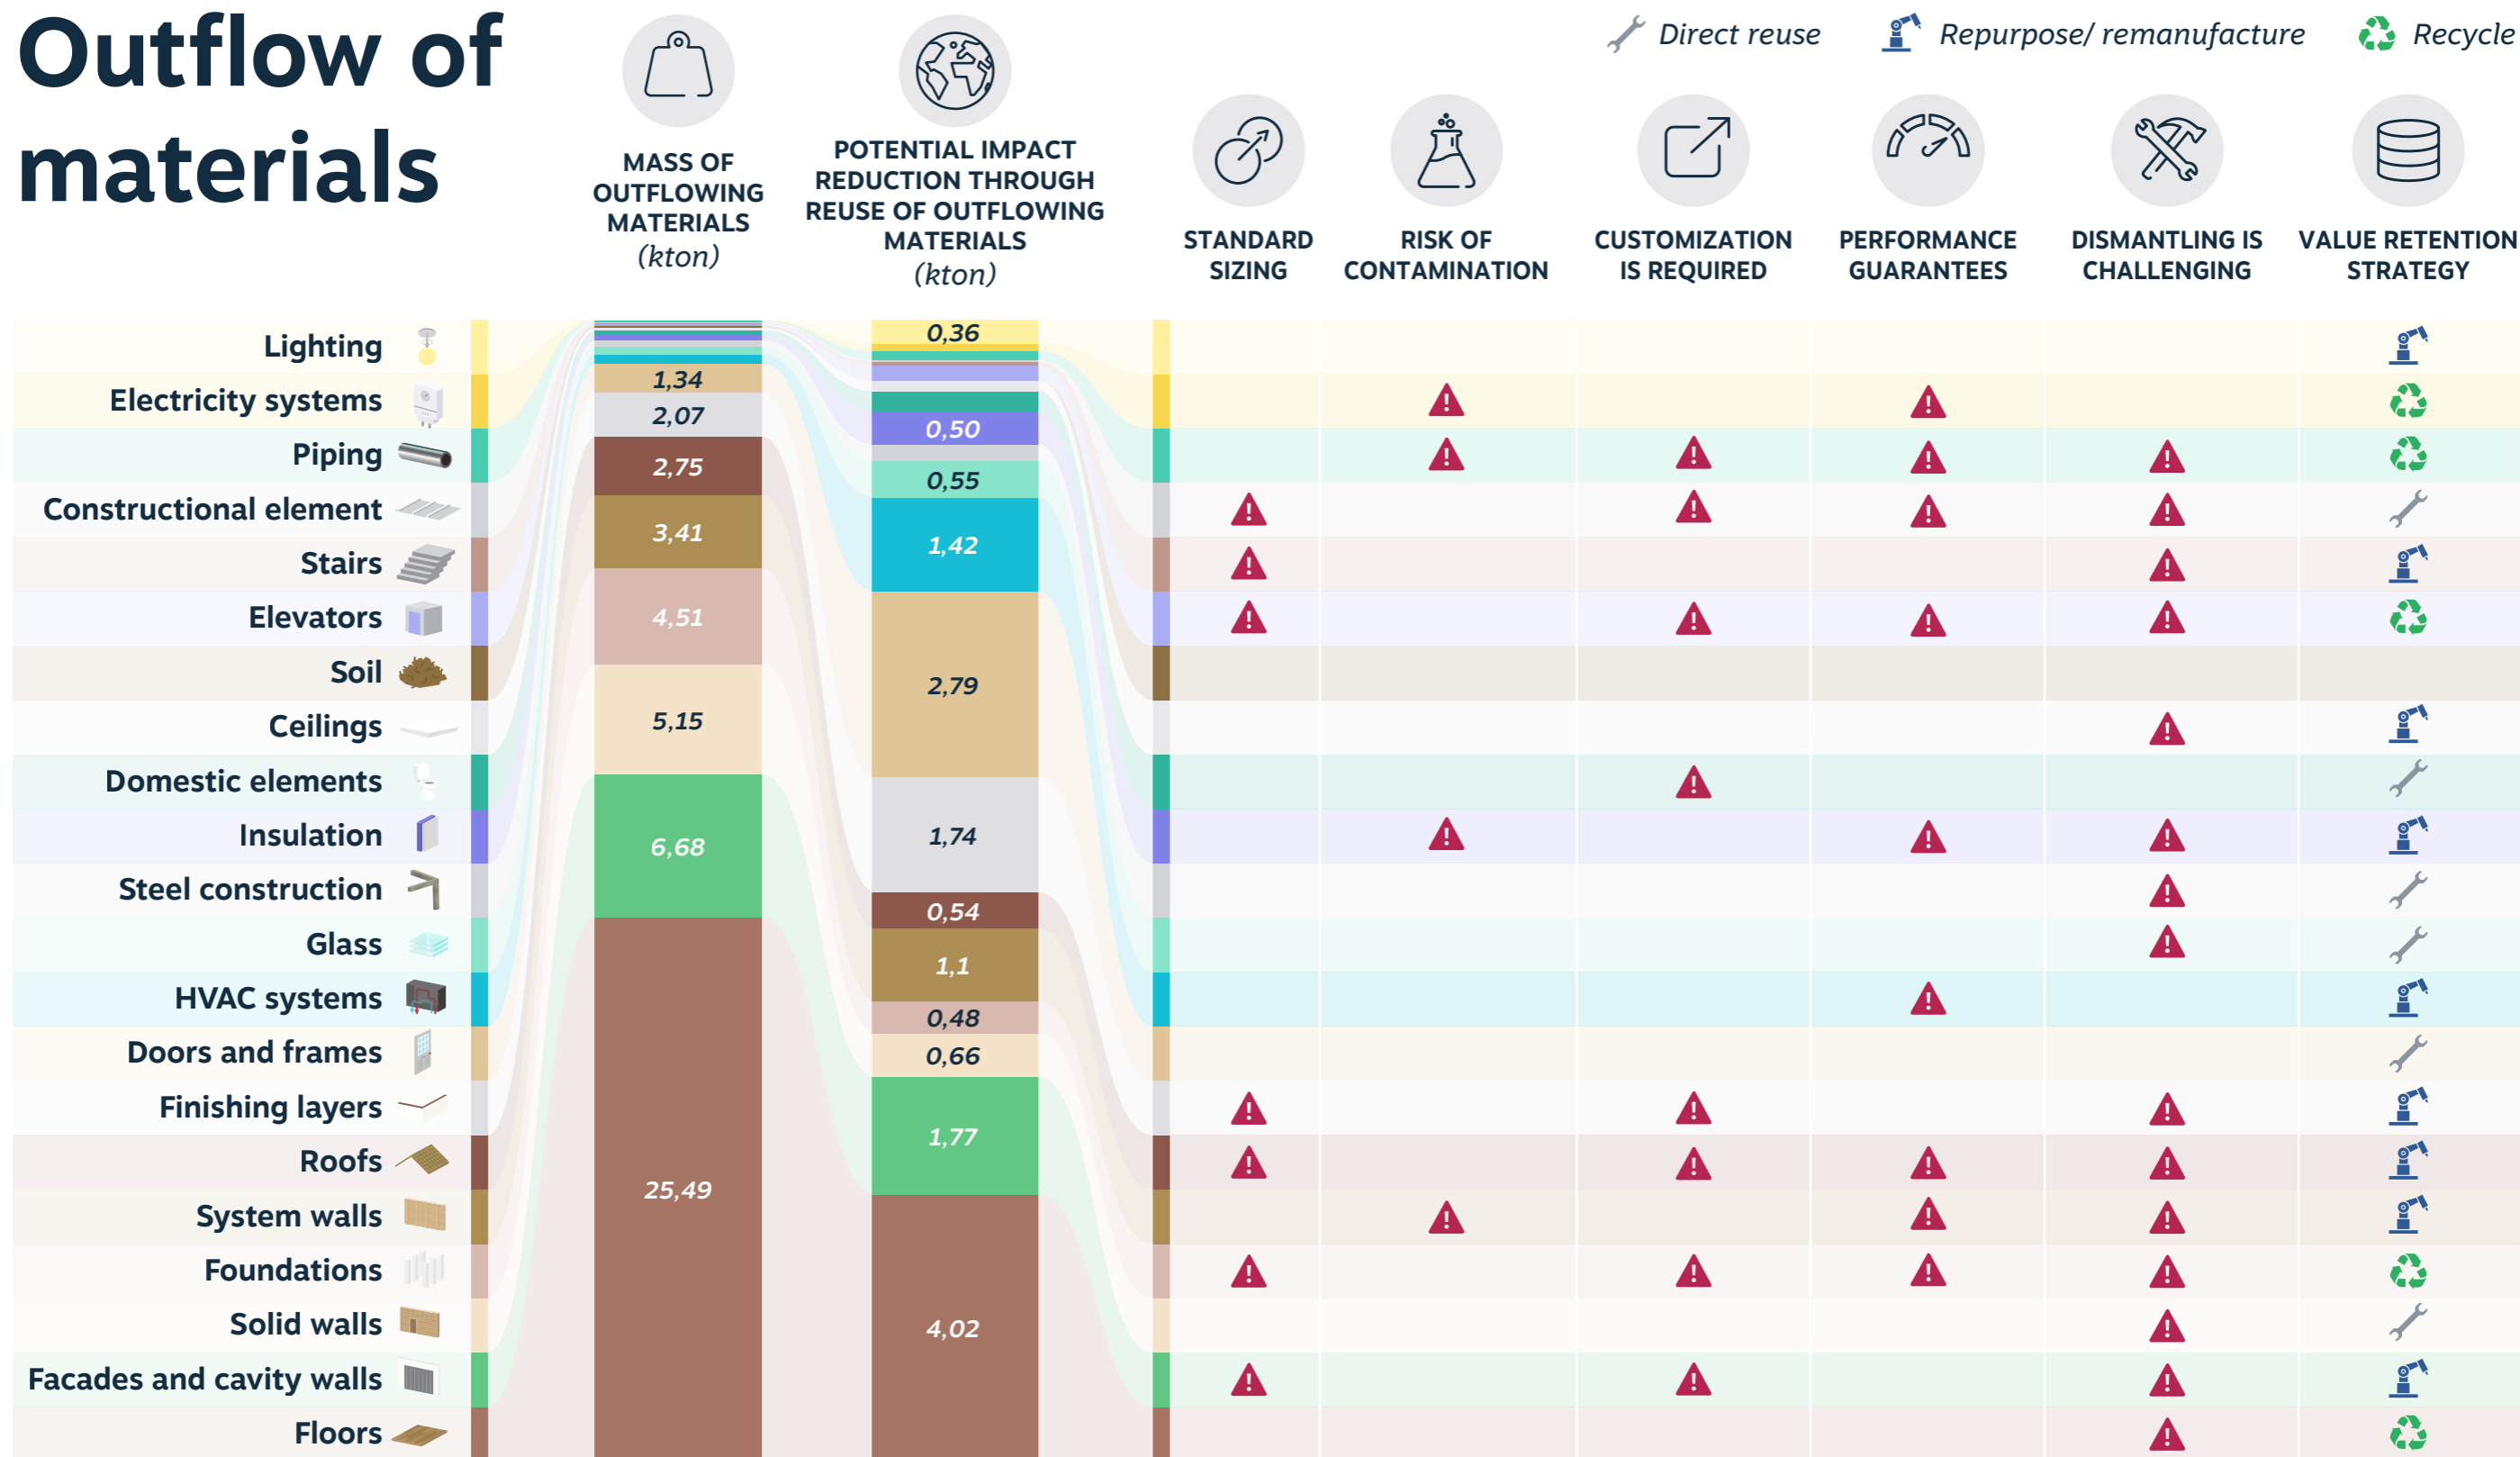 Outflow of
materials
MASS OF
OUTFLOWING
MATERIALS
(kton)
POTENTIAL IMPACT
REDUCTION THROUGH
REUSE OF OUTFLOWING
MATERIALS
(kton)
Direct reuse
Repurpose/ remanufacture
Recycle
STANDARD
SIZING
RISK OF
CONTAMINATION
CUSTOMIZATION
IS REQUIRED
PERFORMANCE
GUARANTEES
DISMANTLING IS
CHALLENGING
VALUE RETENTION
STRATEGY
Lighting
Electricity systems
Piping
Constructional element
Stairs
Elevators
Soil
Ceilings
Domestic elements
Insulation
Steel construction
Glass
HVAC systems
Doors and frames
Finishing layers
Roofs
System walls
Foundations
Solid walls
Facades and cavity walls
Floors
1,34
2,07
2,75
3,41
4,51
5,15
6,68
25,49
0,36
0,50
0,55
1,42
2,79
1,74
0,54
1,1
0,48
0,66
1,77
4,02